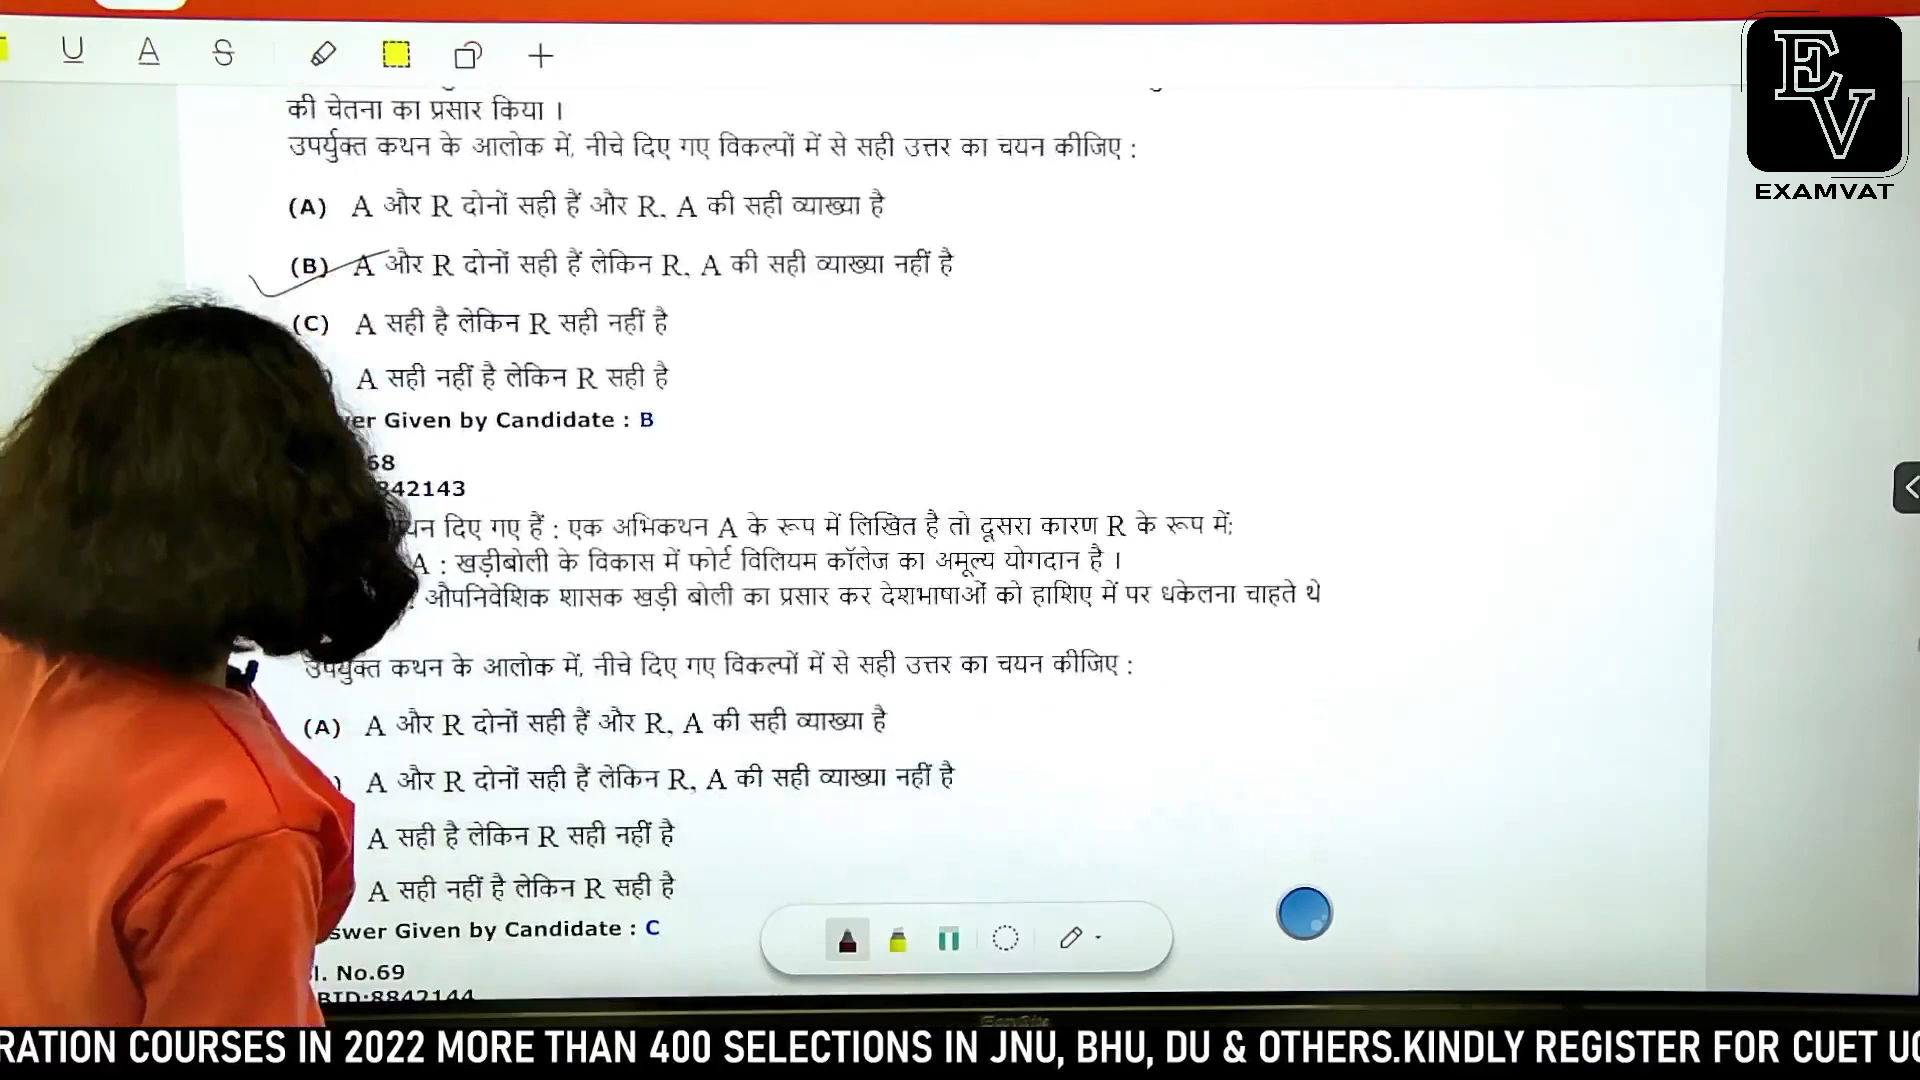 की चेतना का प्रसार किया ।
उपर्युक्त कथन के आलोक में, नीचे दिए गए विकल्पों में से सही उत्तर का चयन कीजिए :
(A) A और R दोनों सही हैं और R, A की सही व्याख्या है
(B) A और R दोनों सही हैं लेकिन R, A की सही व्याख्या नहीं है
(C) A सही है लेकिन R सही नहीं है
A सही नहीं है लेकिन R सही है
er Given by Candidate : B
68
842143
दिए गए हैं : एक अभिकथन A के रूप में लिखित है तो दूसरा कारण R के रूप में;
A : खड़ीबोली के विकास में फोर्ट विलियम कॉलेज का अमूल्य योगदान है ।
औपनिवेशिक शासक खड़ी बोली का प्रसार कर देशभाषाओं को हाशिए में पर धकेलना चाहते थे
उपर्युक्त कथन के आलोक में, नीचे दिए गए विकल्पों में से सही उत्तर का चयन कीजिए :
(A) A और R दोनों सही हैं और R, A की सही व्याख्या है
A और R दोनों सही हैं लेकिन R, A की सही व्याख्या नहीं है
A सही है लेकिन R सही नहीं है
A सही नहीं है लेकिन R सही है
swer Given by Candidate : C
l. No.69
BID:8842144
EV
EXAMVAT
RATION COURSES IN 2022 MORE THAN 400 SELECTIONS IN JNU, BHU, DU & OTHERS.KINDLY REGISTER FOR CUET UG